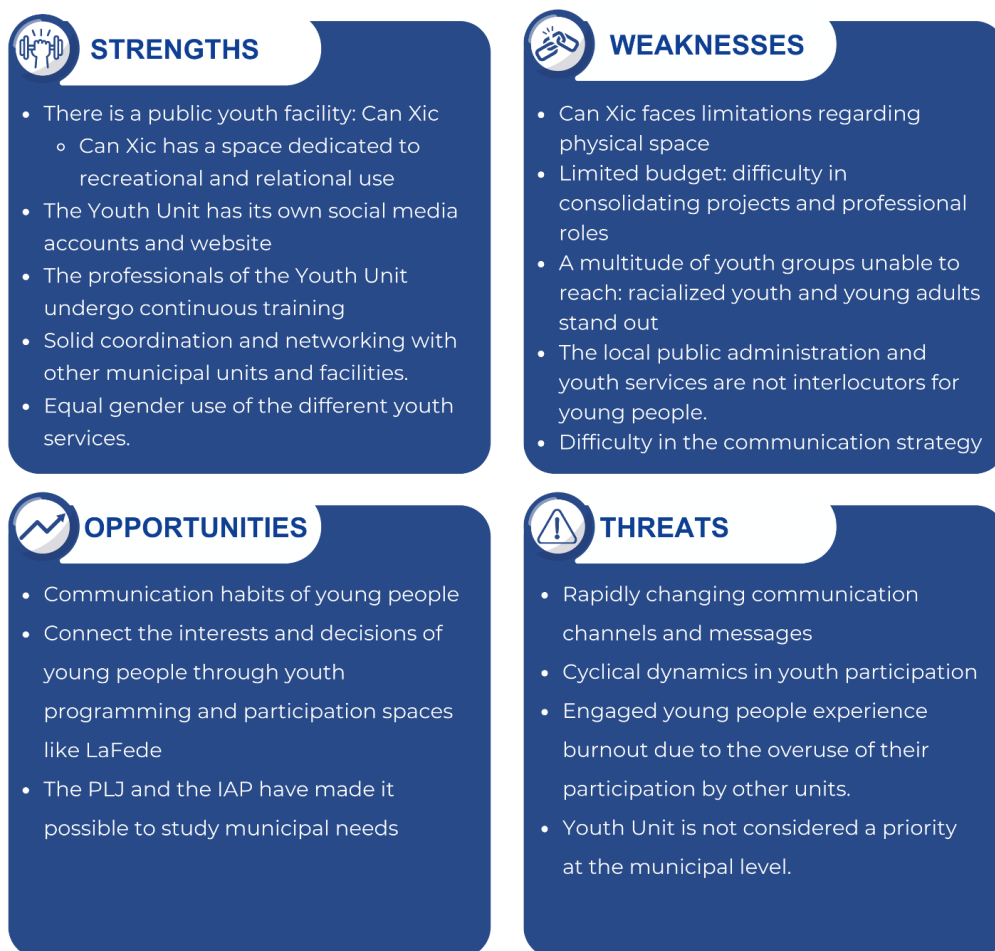 STRENGTHS
• There is a public youth facility: Can Xic
◦ Can Xic has a space dedicated to
recreational and relational use
• The Youth Unit has its own social media
accounts and website
• The professionals of the Youth Unit
undergo continuous training
• Solid coordination and networking with
other municipal units and facilities.
• Equal gender use of the different youth
services.
WEAKNESSES
• Can Xic faces limitations regarding
physical space
• Limited budget: difficulty in
consolidating projects and professional
roles
• A multitude of youth groups unable to
reach: racialized youth and young adults
stand out
• The local public administration and
youth services are not interlocutors for
young people.
• Difficulty in the communication strategy
OPPORTUNITIES
• Communication habits of young people
• Connect the interests and decisions of
young people through youth
programming and participation spaces
like LaFede
• The PLJ and the IAP have made it
possible to study municipal needs
THREATS
• Rapidly changing communication
channels and messages
• Cyclical dynamics in youth participation
• Engaged young people experience
burnout due to the overuse of their
participation by other units.
• Youth Unit is not considered a priority
at the municipal level.